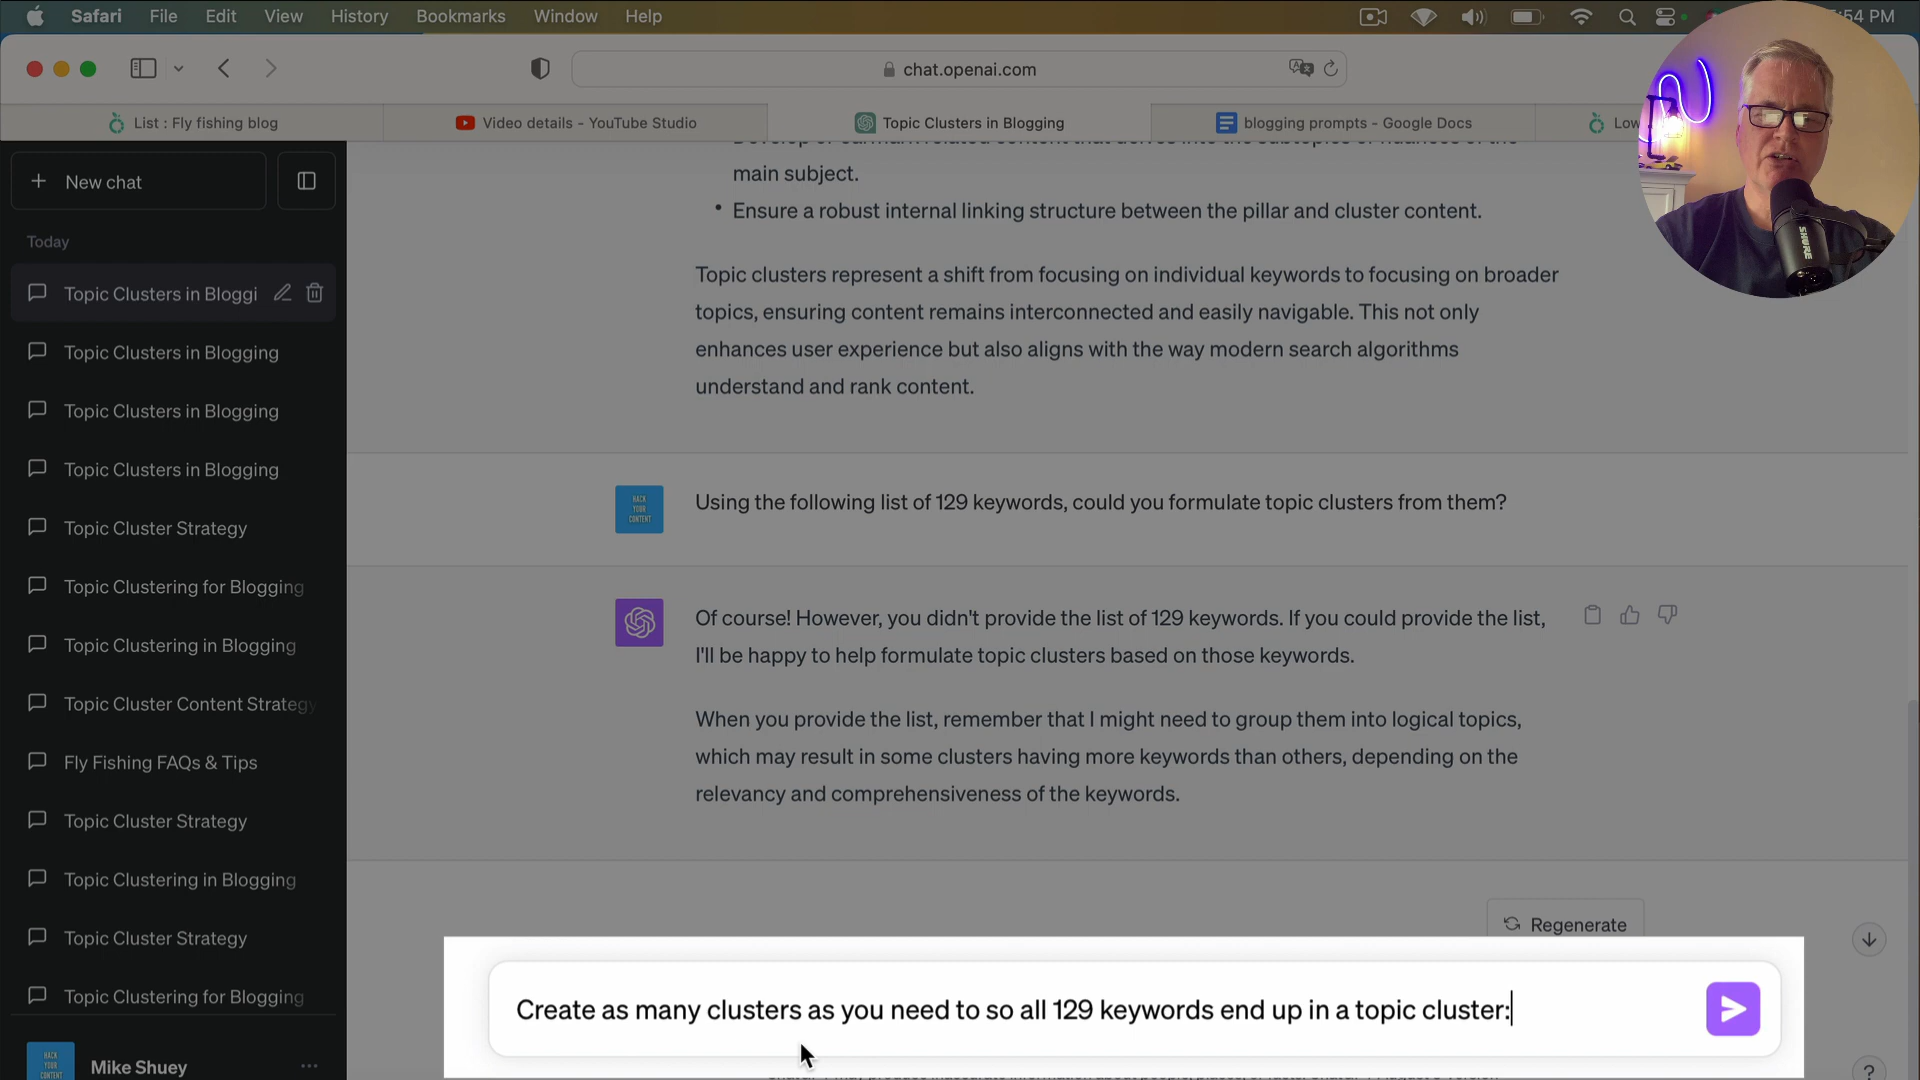 Safari File Edit View History Bookmarks Window Help
54 PM
chat.openai.com
List : Fly fishing blog
Video details - YouTube Studio
Topic Clusters in Blogging
blogging prompts - Google Docs
Low
New chat
Today
Topic Clusters in Bloggi
Topic Clusters in Blogging
Topic Clusters in Blogging
Topic Clusters in Blogging
Topic Cluster Strategy
Topic Clustering for Blogging
Topic Clustering in Blogging
Topic Cluster Content Strategy
Fly Fishing FAQs & Tips
Topic Cluster Strategy
Topic Clustering in Blogging
Topic Cluster Strategy
Topic Clustering for Blogging
HACK
YOUR
CONTENT
Mike Shuey
main subject.
• Ensure a robust internal linking structure between the pillar and cluster content.
Topic clusters represent a shift from focusing on individual keywords to focusing on broader
topics, ensuring content remains interconnected and easily navigable. This not only
enhances user experience but also aligns with the way modern search algorithms
understand and rank content.
HACK
YOUR
CONTENT
Using the following list of 129 keywords, could you formulate topic clusters from them?
Of course! However, you didn't provide the list of 129 keywords. If you could provide the list,
I'll be happy to help formulate topic clusters based on those keywords.
When you provide the list, remember that I might need to group them into logical topics,
which may result in some clusters having more keywords than others, depending on the
relevancy and comprehensiveness of the keywords.
Regenerate
Create as many clusters as you need to so all 129 keywords end up in a topic cluster:
?
SHURE